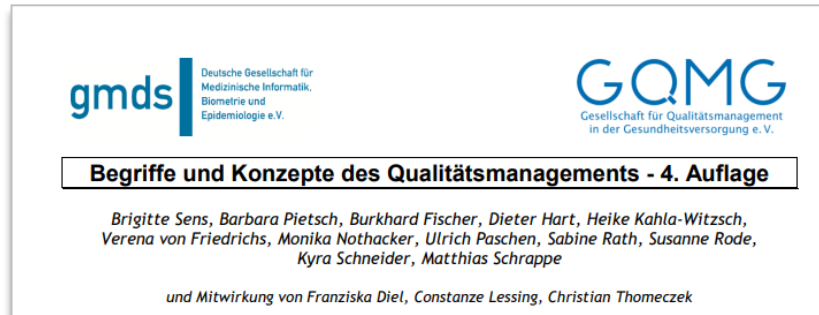 gmds
Deutsche Gesellschaft für
Medizinische Informatik,
Biometrie und
Epidemiologie e.V.
GQMG
Gesellschaft für Qualitätsmanagement
in der Gesundheitsversorgung e. V.
Begriffe und Konzepte des Qualitätsmanagements - 4. Auflage
Brigitte Sens, Barbara Pietsch, Burkhard Fischer, Dieter Hart, Heike Kahla-Witzsch,
Verena von Friedrichs, Monika Nothacker, Ulrich Paschen, Sabine Rath, Susanne Rode,
Kyra Schneider, Matthias Schrappe
und Mitwirkung von Franziska Diel, Constanze Lessing, Christian Thomeczek